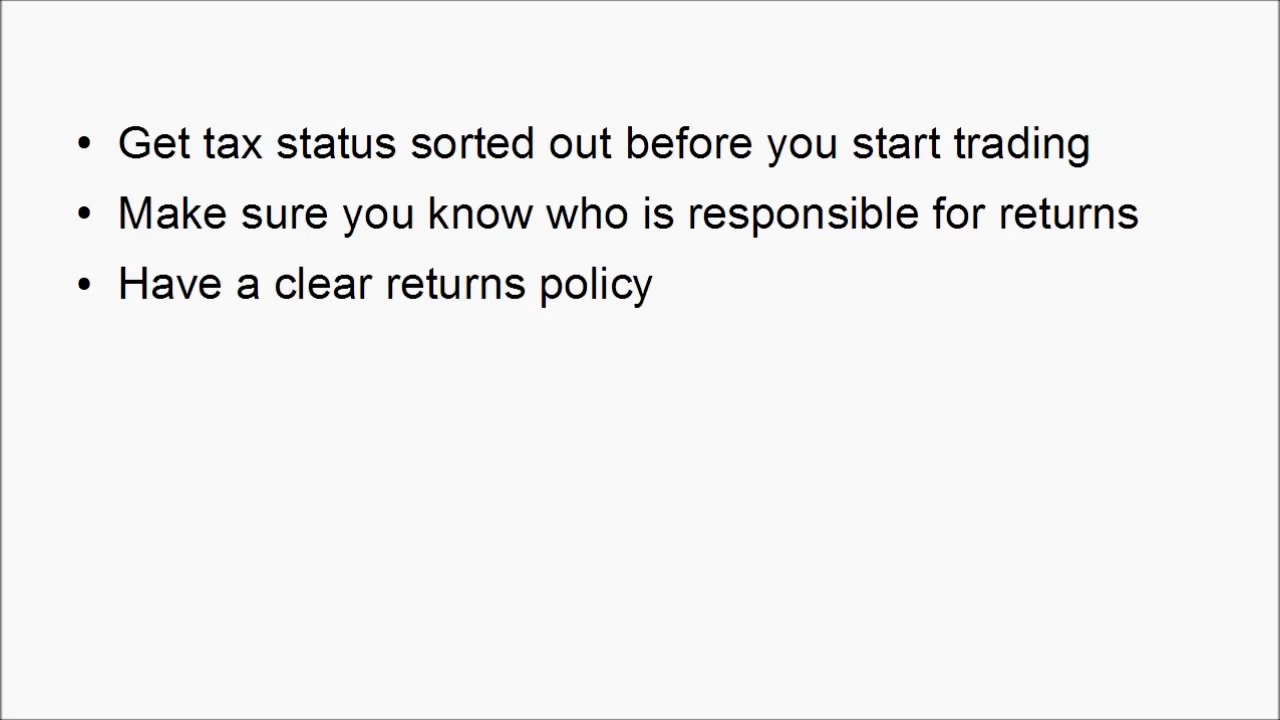 • Get tax status sorted out before you start trading
• Make sure you know who is responsible for returns
• Have a clear returns policy